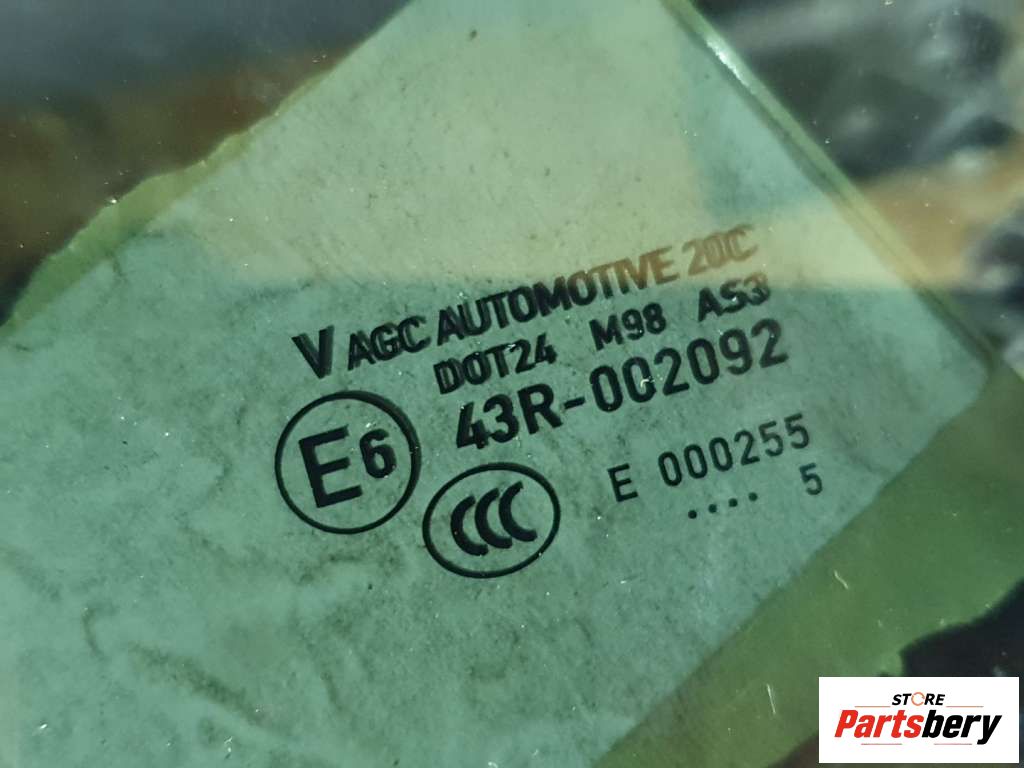 V AGC AUTOMOTIVE 20C
DOT24 M98 AS3
43R-002092
E6
CCC
E 000255
.... 5
STORE
Partsbery